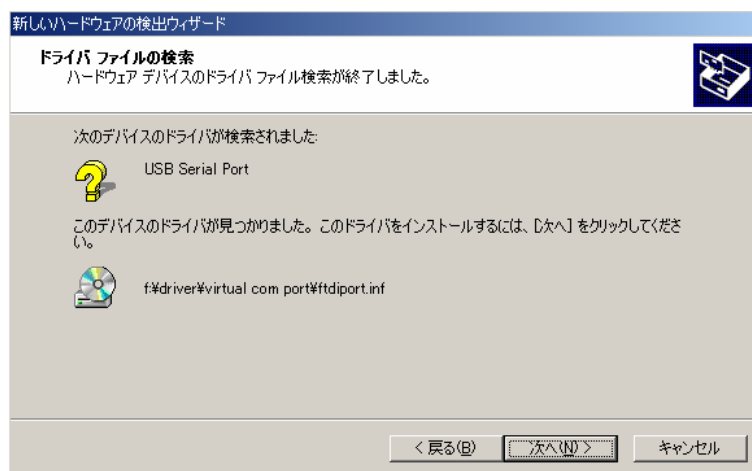 新しいハードウェアの検出ウィザード
ドライバ ファイルの検索
ハードウェア デバイスのドライバ ファイル検索が終了しました。
次のデバイスのドライバが検索されました:
USB Serial Port
このデバイスのドライバが見つかりました。このドライバをインストールするには、[次へ] をクリックしてくださ
い。
f:¥driver¥virtual com port¥ftdiport.inf
< 戻る(B)
次へ(N) >
キャンセル